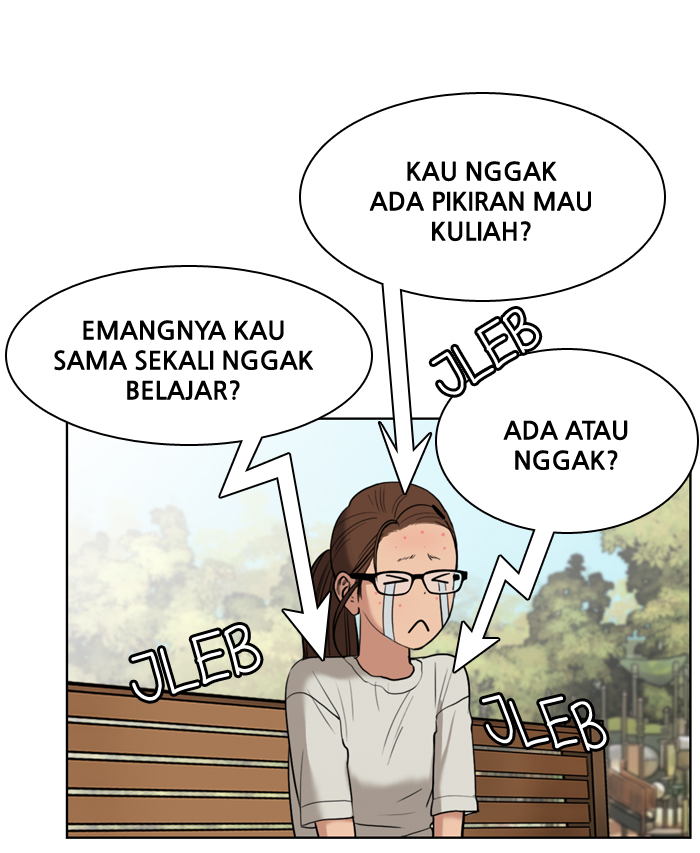 KAU NGGAK
ADA PIKIRAN MAU
KULIAH?
EMANGNYA KAU
SAMA SEKALI NGGAK
BELAJAR?
JLEB
ADA ATAU
NGGAK?
JLEB
JLEB